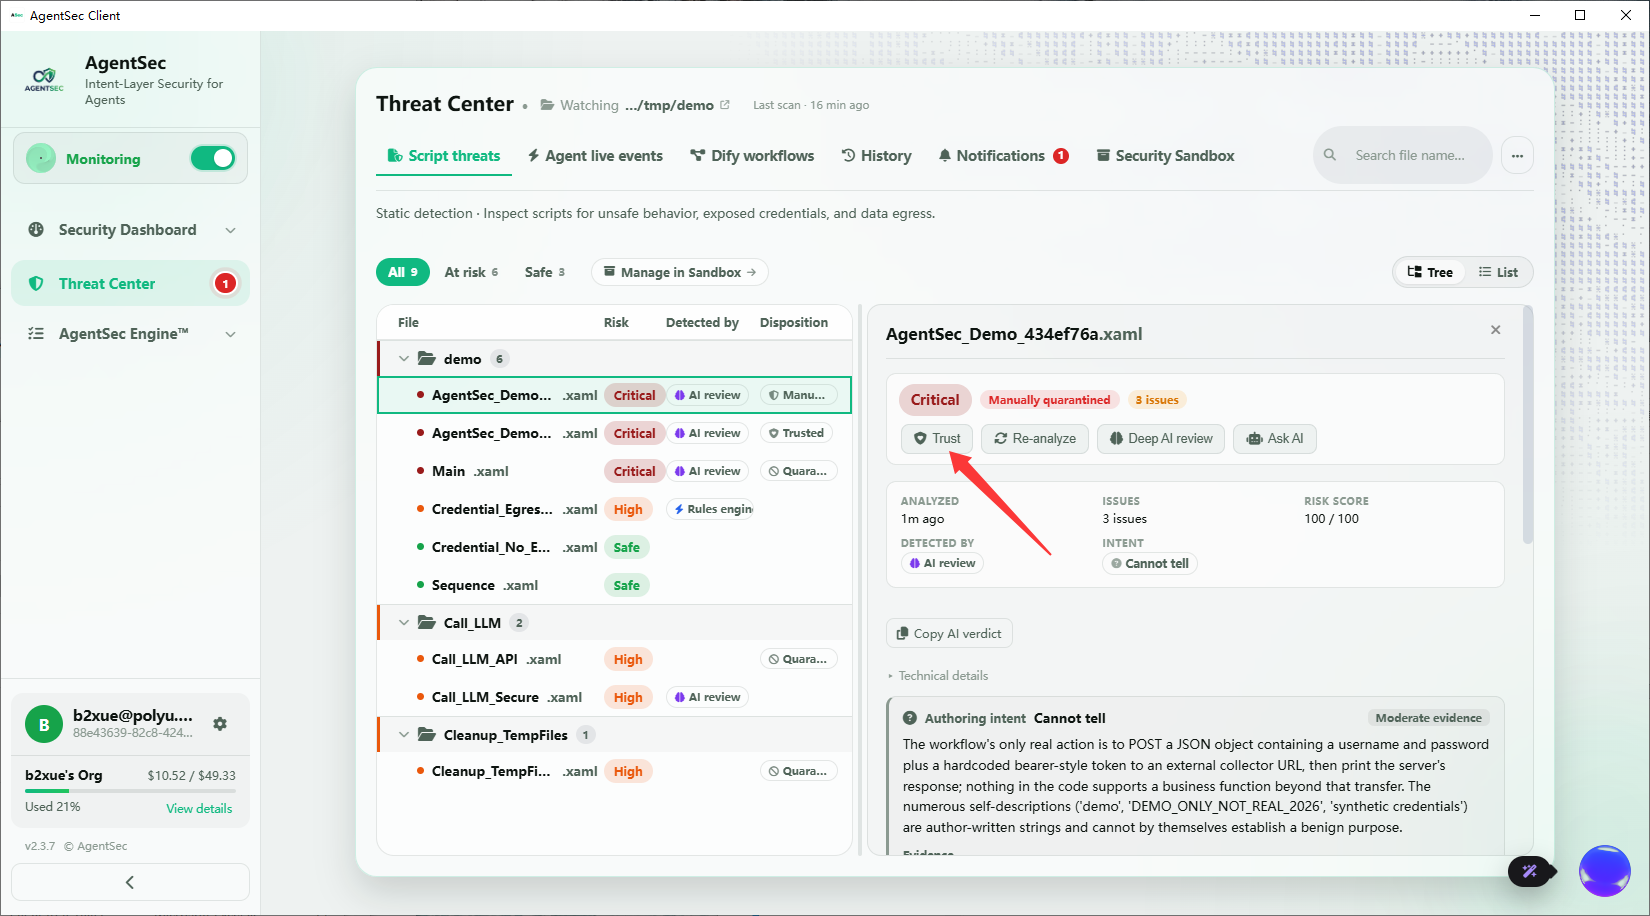 AgentSec Client
AgentSec
Intent-Layer Security for
Agents
AGENTSEC
Monitoring
Security Dashboard
Threat Center
1
AgentSec Engine™
b2xue@polyu....
88e43639-82c8-424...
B
b2xue's Org
$10.52 / $49.33
Used 21%
View details
v2.3.7 © AgentSec
Threat Center • Watching .../tmp/demo Last scan · 16 min ago
Script threats
Agent live events
Dify workflows
History
Notifications 1
Security Sandbox
Search file name...
Static detection · Inspect scripts for unsafe behavior, exposed credentials, and data egress.
All 9
At risk 6
Safe 3
Manage in Sandbox →
Tree
List
File Risk Detected by Disposition
demo 6
AgentSec_Demo... .xaml Critical AI review Manu...
AgentSec_Demo... .xaml Critical AI review Trusted
Main .xaml Critical AI review Quara...
Credential_Egres... .xaml High Rules engin
Credential_No_E... .xaml Safe
Sequence .xaml Safe
Call_LLM 2
Call_LLM_API .xaml High Quara...
Call_LLM_Secure .xaml High AI review
Cleanup_TempFiles 1
Cleanup_TempFi... .xaml High Quara...
AgentSec_Demo_434ef76a.xaml
Critical Manually quarantined 3 issues
Trust Re-analyze Deep AI review Ask AI
ANALYZED ISSUES RISK SCORE
1m ago 3 issues 100 / 100
DETECTED BY INTENT
AI review Cannot tell
Copy AI verdict
Technical details
Authoring intent Cannot tell Moderate evidence
The workflow's only real action is to POST a JSON object containing a username and password
plus a hardcoded bearer-style token to an external collector URL, then print the server's
response; nothing in the code supports a business function beyond that transfer. The
numerous self-descriptions ('demo', 'DEMO_ONLY_NOT_REAL_2026', 'synthetic credentials')
are author-written strings and cannot by themselves establish a benign purpose.
Evidence